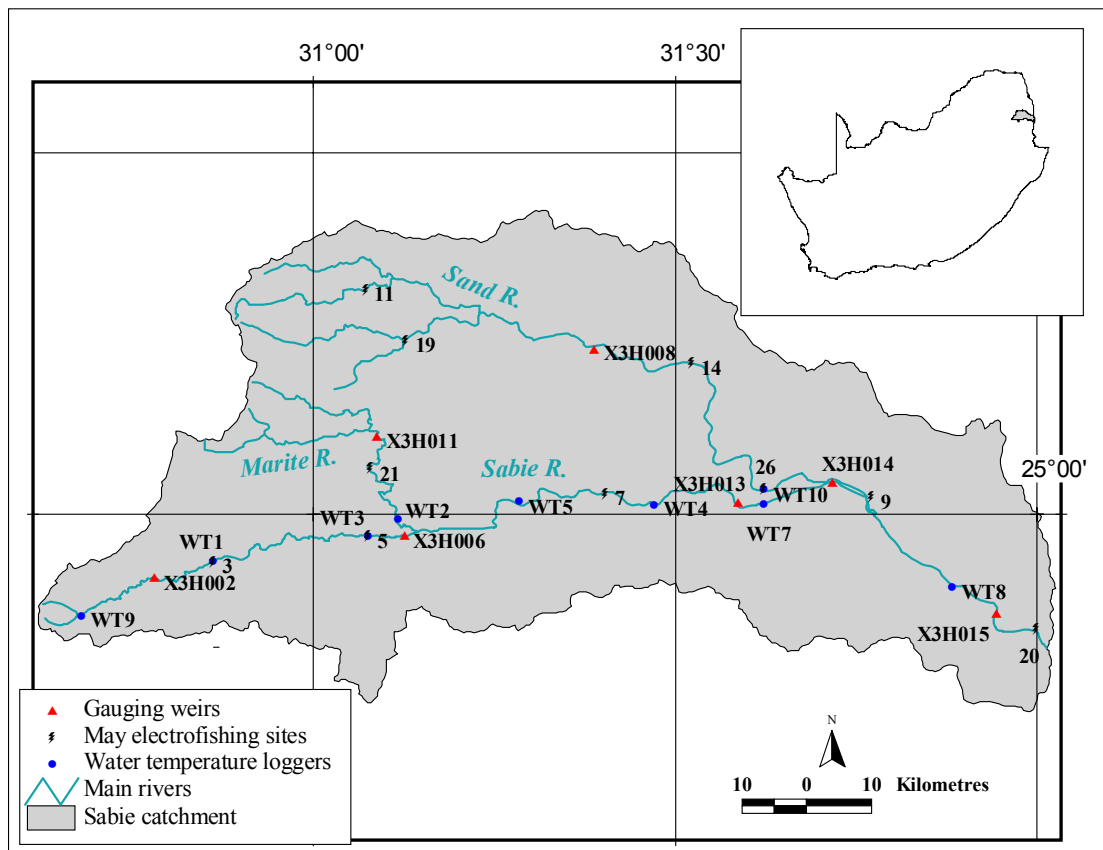 31°00'
31°30'
Sand R.
11
19
X3H008
14
X3H011
Marite R.
21
Sabie R.
26
X3H014
25°00'
X3H013
7
WT10
9
WT5
WT4
WT7
WT3
WT2
5
X3H006
WT1
3
X3H002
WT9
WT8
X3H015
20
Gauging weirs
May electrofishing sites
Water temperature loggers
Main rivers
Sabie catchment
N
10 0 10 Kilometres